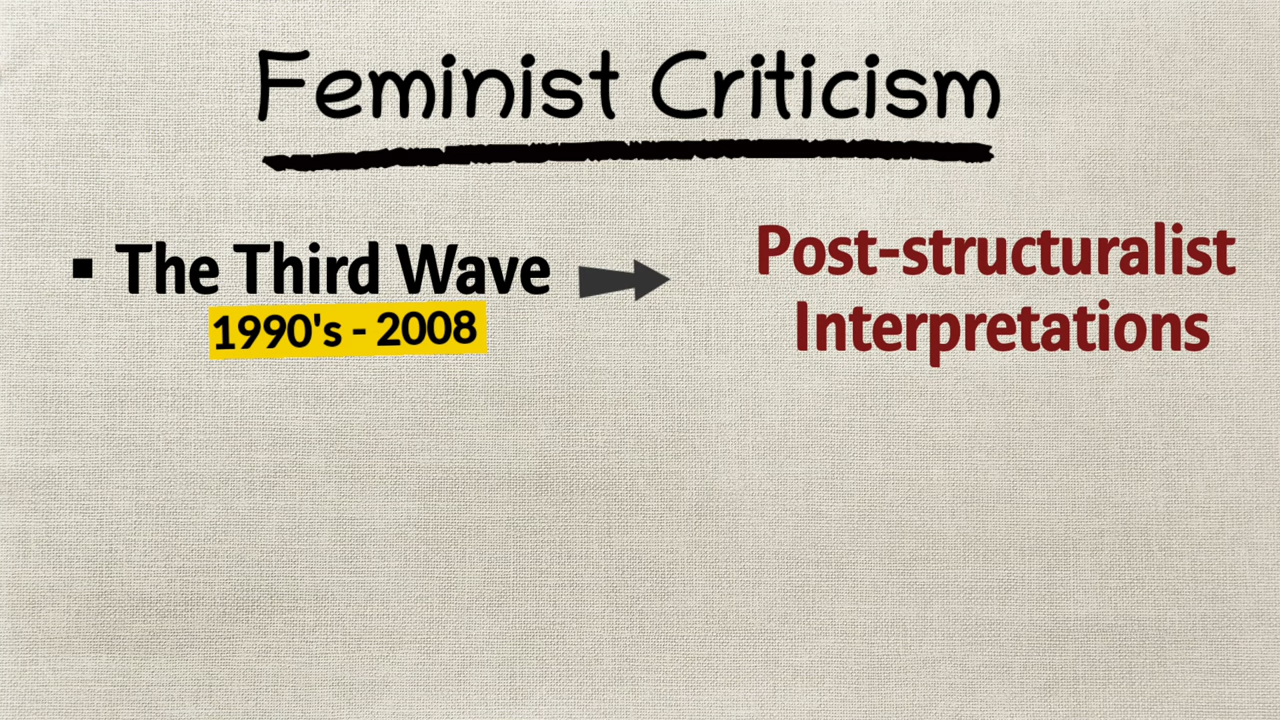 Feminist Criticism
▪ The Third Wave
1990's - 2008
Post-structuralist
Interpretations